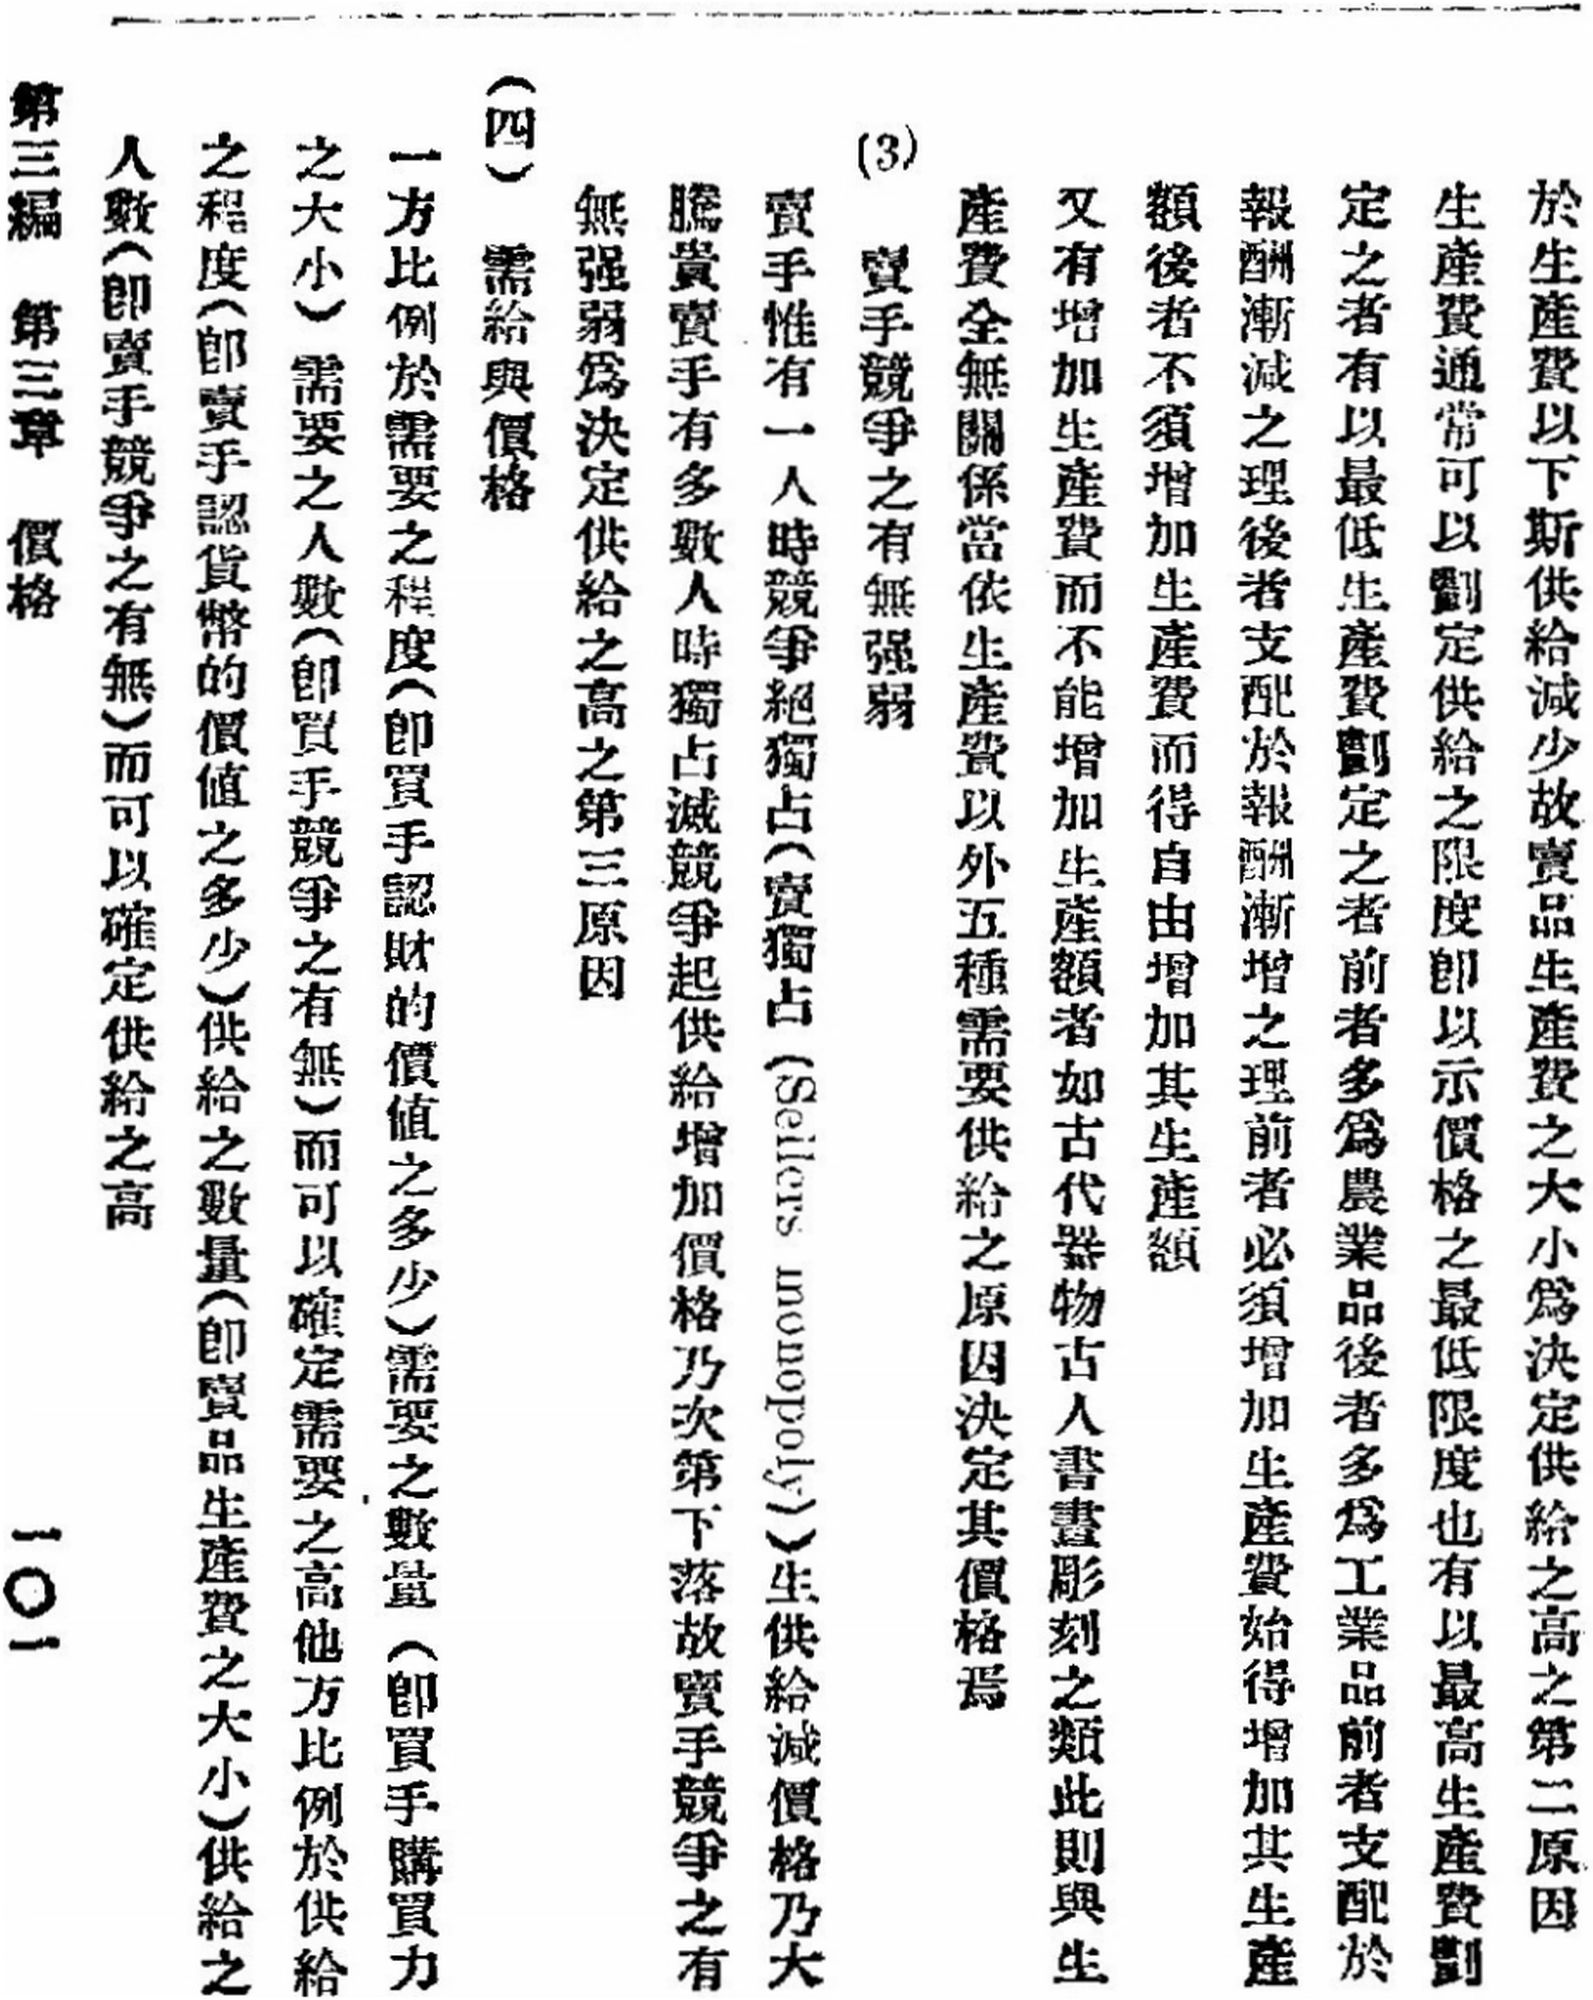 於生產費以下斯供給減少故賣品生產費之大小爲決定供給之高之第二原因
生產費通常可以劃定供給之限度卽以示價格之最低限度也有以最高生產費劃
定之者有以最低生產費劃定之者前者多爲農業品後者多爲工業品前者支配於
報酬漸減之理後者支配於報酬漸增之理前者必須增加生產費始得增加其生產
額後者不須增加生產費而得自由增加其生產額
又有增加生產費而不能增加生產額者如古代器物古人書畫彫刻之類此則與生
產費全無關係當依生產費以外五種需要供給之原因決定其價格焉
(3) 賣手競爭之有無强弱
賣手惟有一人時競爭絕獨占(賣獨占(Sellers monopoly))生供給減價格乃大
騰貴賣手有多數人時獨占滅競爭起供給增加價格乃次第下落故賣手競爭之有
無强弱爲決定供給之高之第三原因
(四) 需給與價格
一方比例於需要之程度(卽買手認財的價値之多少)需要之數量(卽買手購買力
之大小)需要之人數(卽買手競爭之有無)而可以確定需要之高他方比例於供給
之程度(卽賣手認貨幣的價値之多少)供給之數量(卽賣品生產費之大小)供給之
人數(卽賣手競爭之有無)而可以確定供給之高
第三編 第三章 價格 一〇一